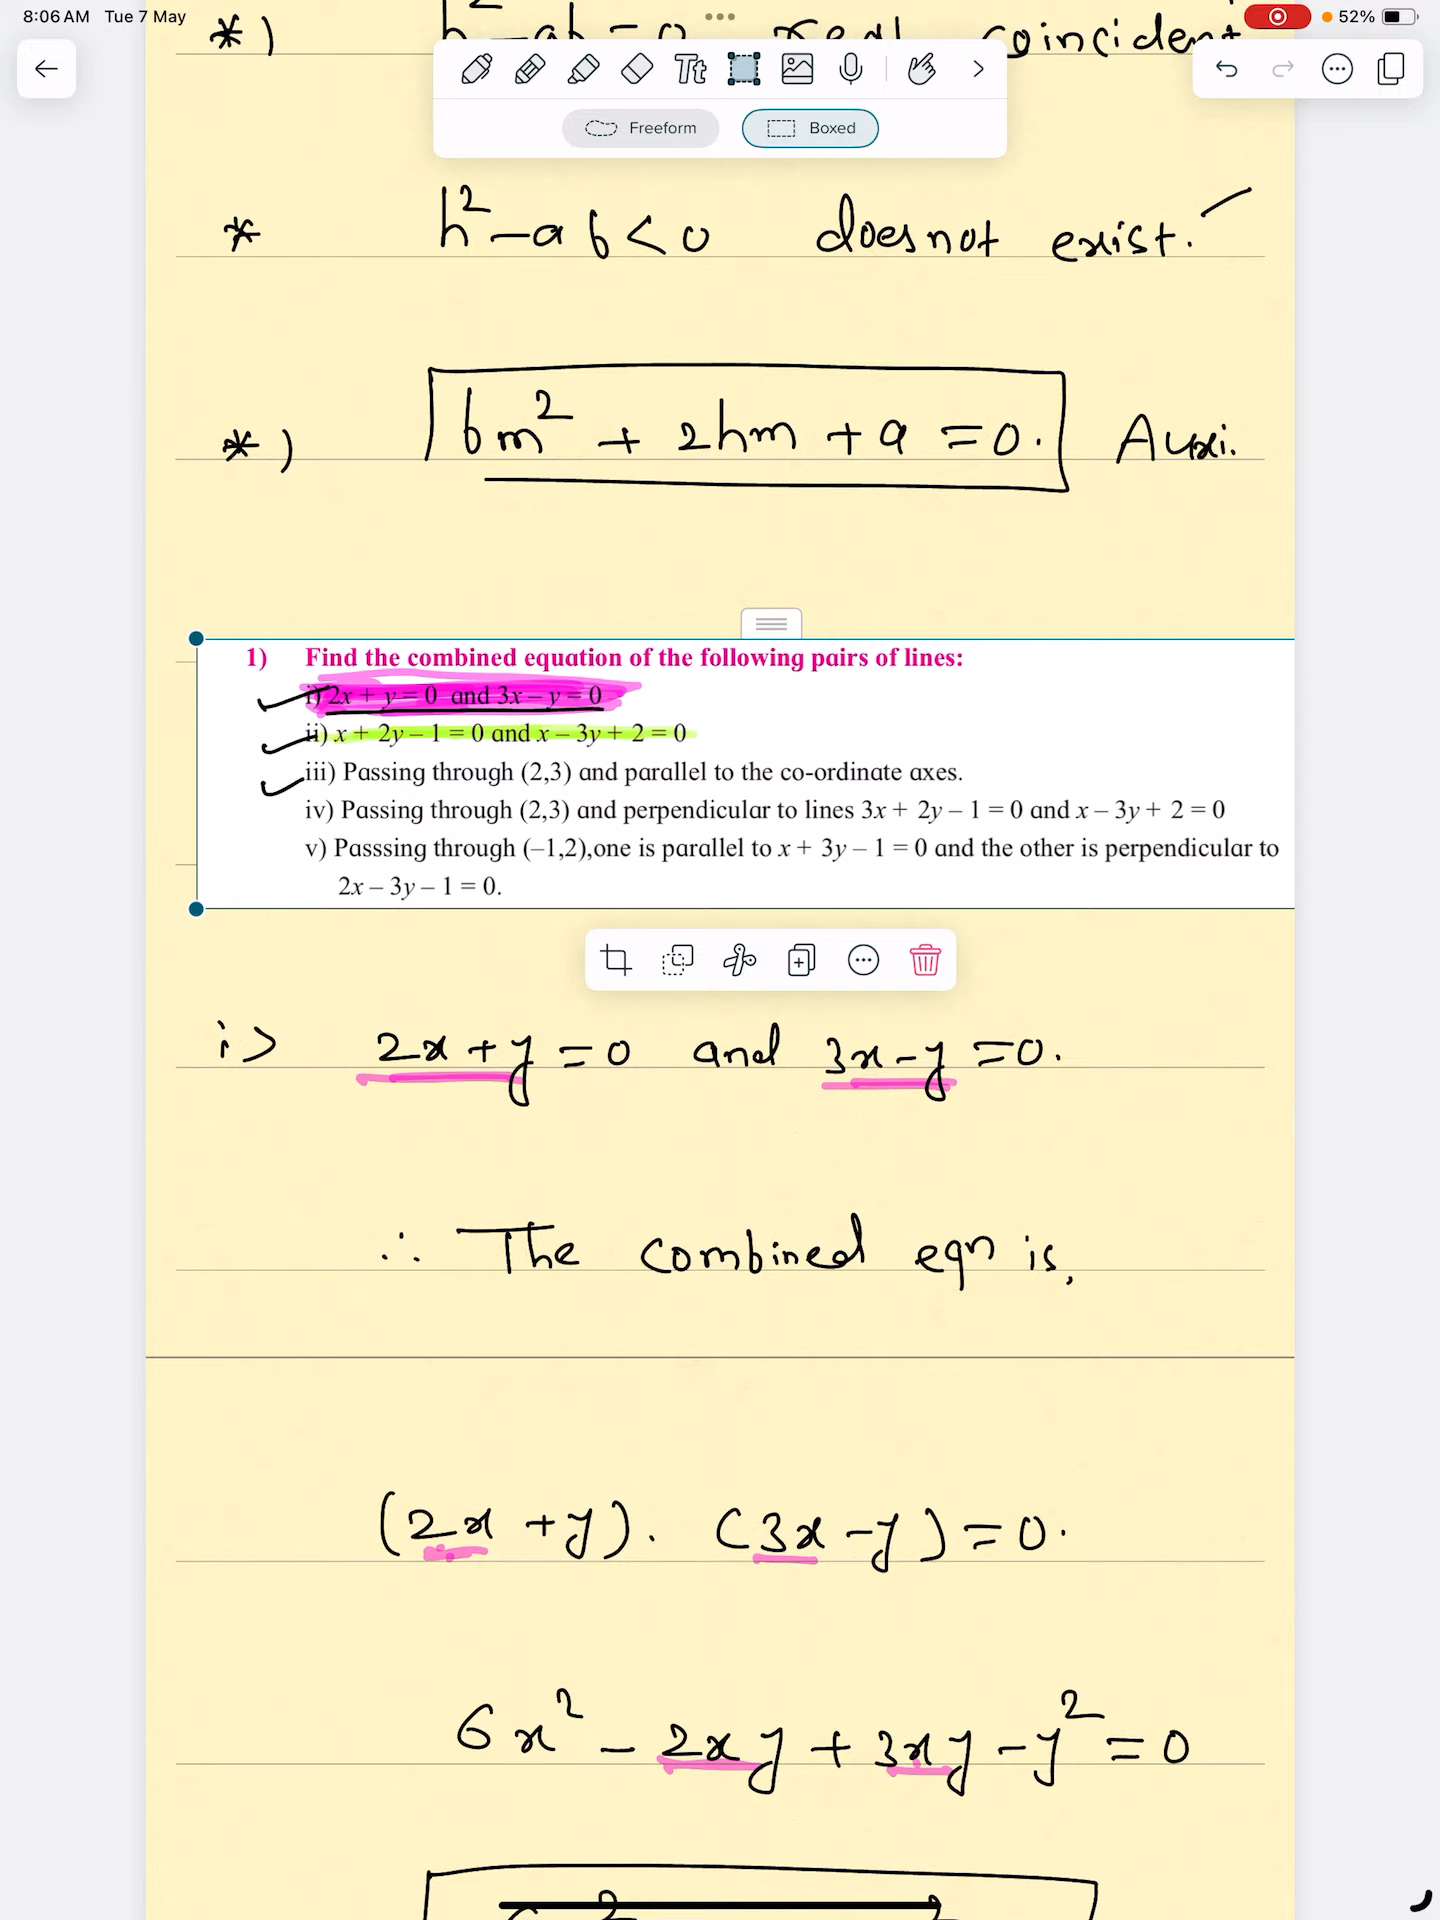 8:06 AM Tue 7 May
52%
*) h² - ab = 0 real coincident
Tt
Freeform Boxed
* h² - ab < 0 does not exist.
*) bm² + 2hm + a = 0. Auxi.
1) Find the combined equation of the following pairs of lines:
i) 2x + y = 0 and 3x – y = 0
ii) x + 2y – 1 = 0 and x – 3y + 2 = 0
iii) Passing through (2,3) and parallel to the co-ordinate axes.
iv) Passing through (2,3) and perpendicular to lines 3x + 2y – 1 = 0 and x – 3y + 2 = 0
v) Passsing through (–1,2),one is parallel to x + 3y – 1 = 0 and the other is perpendicular to
2x – 3y – 1 = 0.
i> 2x + y = 0 and 3x - y = 0.
∴ The combined eqn is,
(2x + y). (3x - y) = 0.
6x² - 2xy + 3xy - y² = 0